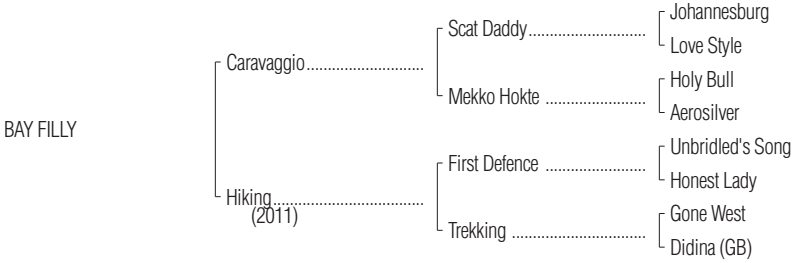 Johannesburg
Scat Daddy
Love Style
Caravaggio
Holy Bull
Mekko Hokte
Aerosilver
BAY FILLY
Unbridled's Song
First Defence
Honest Lady
Hiking
(2011)
Gone West
Trekking
Didina (GB)